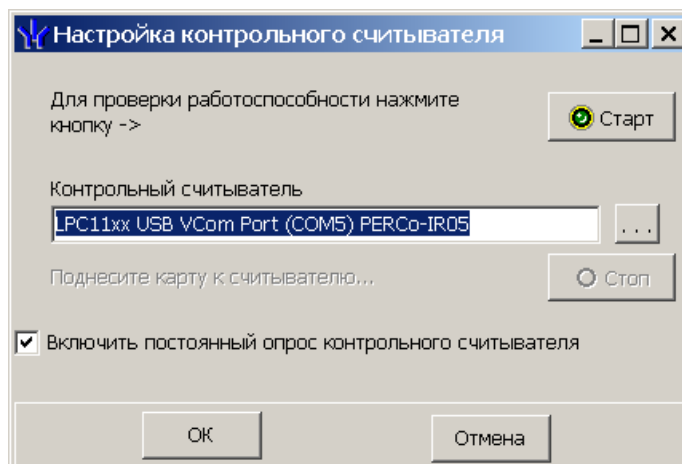 Настройка контрольного считывателя
Для проверки работоспособности нажмите
кнопку ->
Старт
Контрольный считыватель
LPC11xx USB VCom Port (COM5) PERCo-IR05
...
Поднесите карту к считывателю...
Стоп
Включить постоянный опрос контрольного считывателя
ОК
Отмена